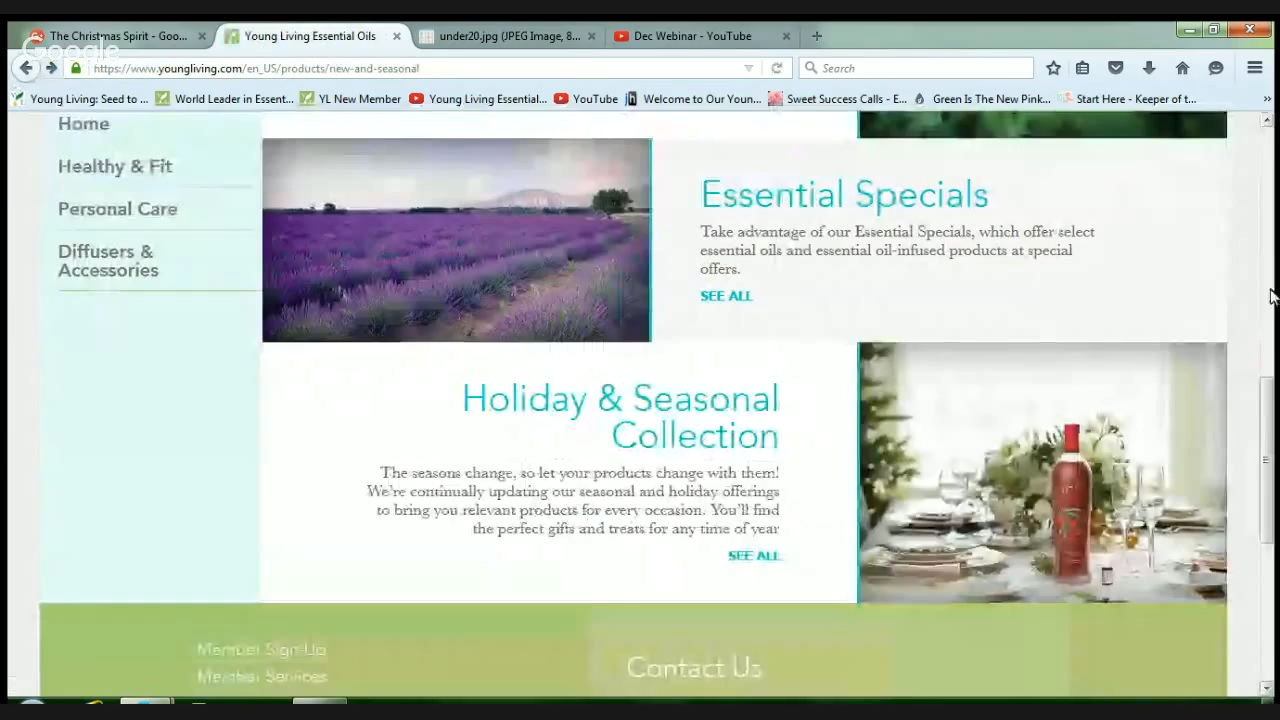 The Christmas Spirit - Goo...
Young Living Essential Oils
under20.jpg (JPEG Image, 8...
Dec Webinar - YouTube
Google
https://www.youngliving.com/en_US/products/new-and-seasonal
Search
Young Living: Seed to ...
World Leader in Essent...
YL New Member
Young Living Essential...
YouTube
Welcome to Our Youn...
Sweet Success Calls - E...
Green Is The New Pink...
Start Here - Keeper of t...
Home
Healthy & Fit
Personal Care
Diffusers &
Accessories
Essential Specials
Take advantage of our Essential Specials, which offer select
essential oils and essential oil-infused products at special
offers.
SEE ALL
Holiday & Seasonal
Collection
The seasons change, so let your products change with them!
We're continually updating our seasonal and holiday offerings
to bring you relevant products for every occasion. You'll find
the perfect gifts and treats for any time of year
SEE ALL
Member Sign-Up
Member Services
Contact Us